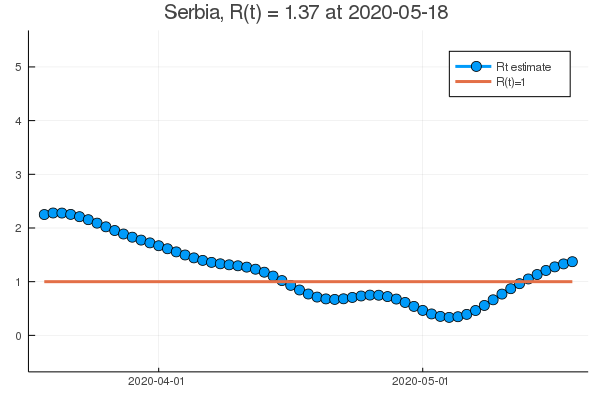 Serbia, R(t) = 1.37 at 2020-05-18
Rt estimate
R(t)=1
5
4
3
2
1
0
2020-04-01
2020-05-01